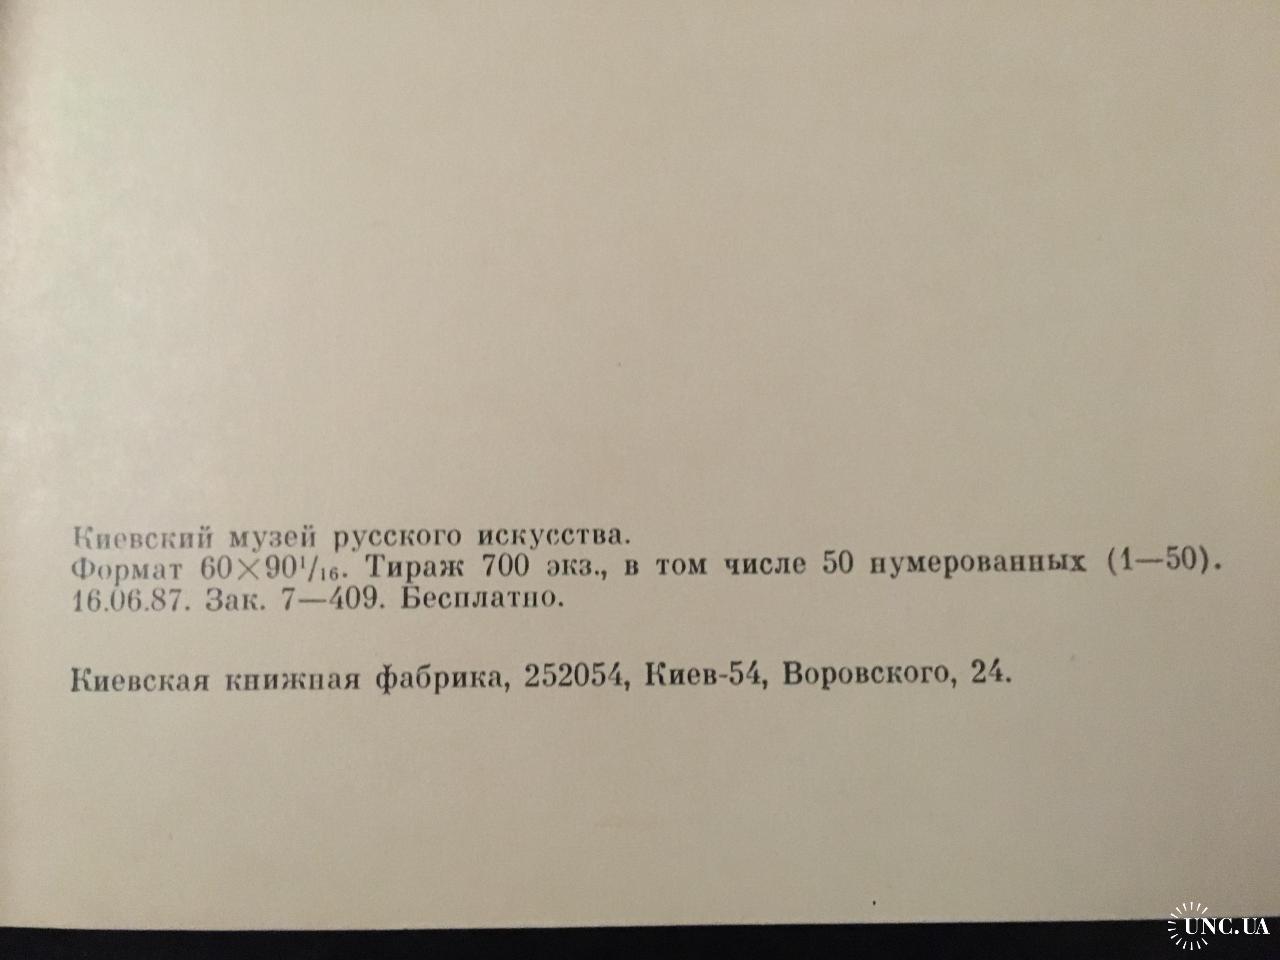 Киевский музей русского искусства.
Формат 60×90¹/₁₆. Тираж 700 экз., в том числе 50 нумерованных (1—50).
16.06.87. Зак. 7—409. Бесплатно.
Киевская книжная фабрика, 252054, Киев-54, Воровского, 24.
UNC.UA